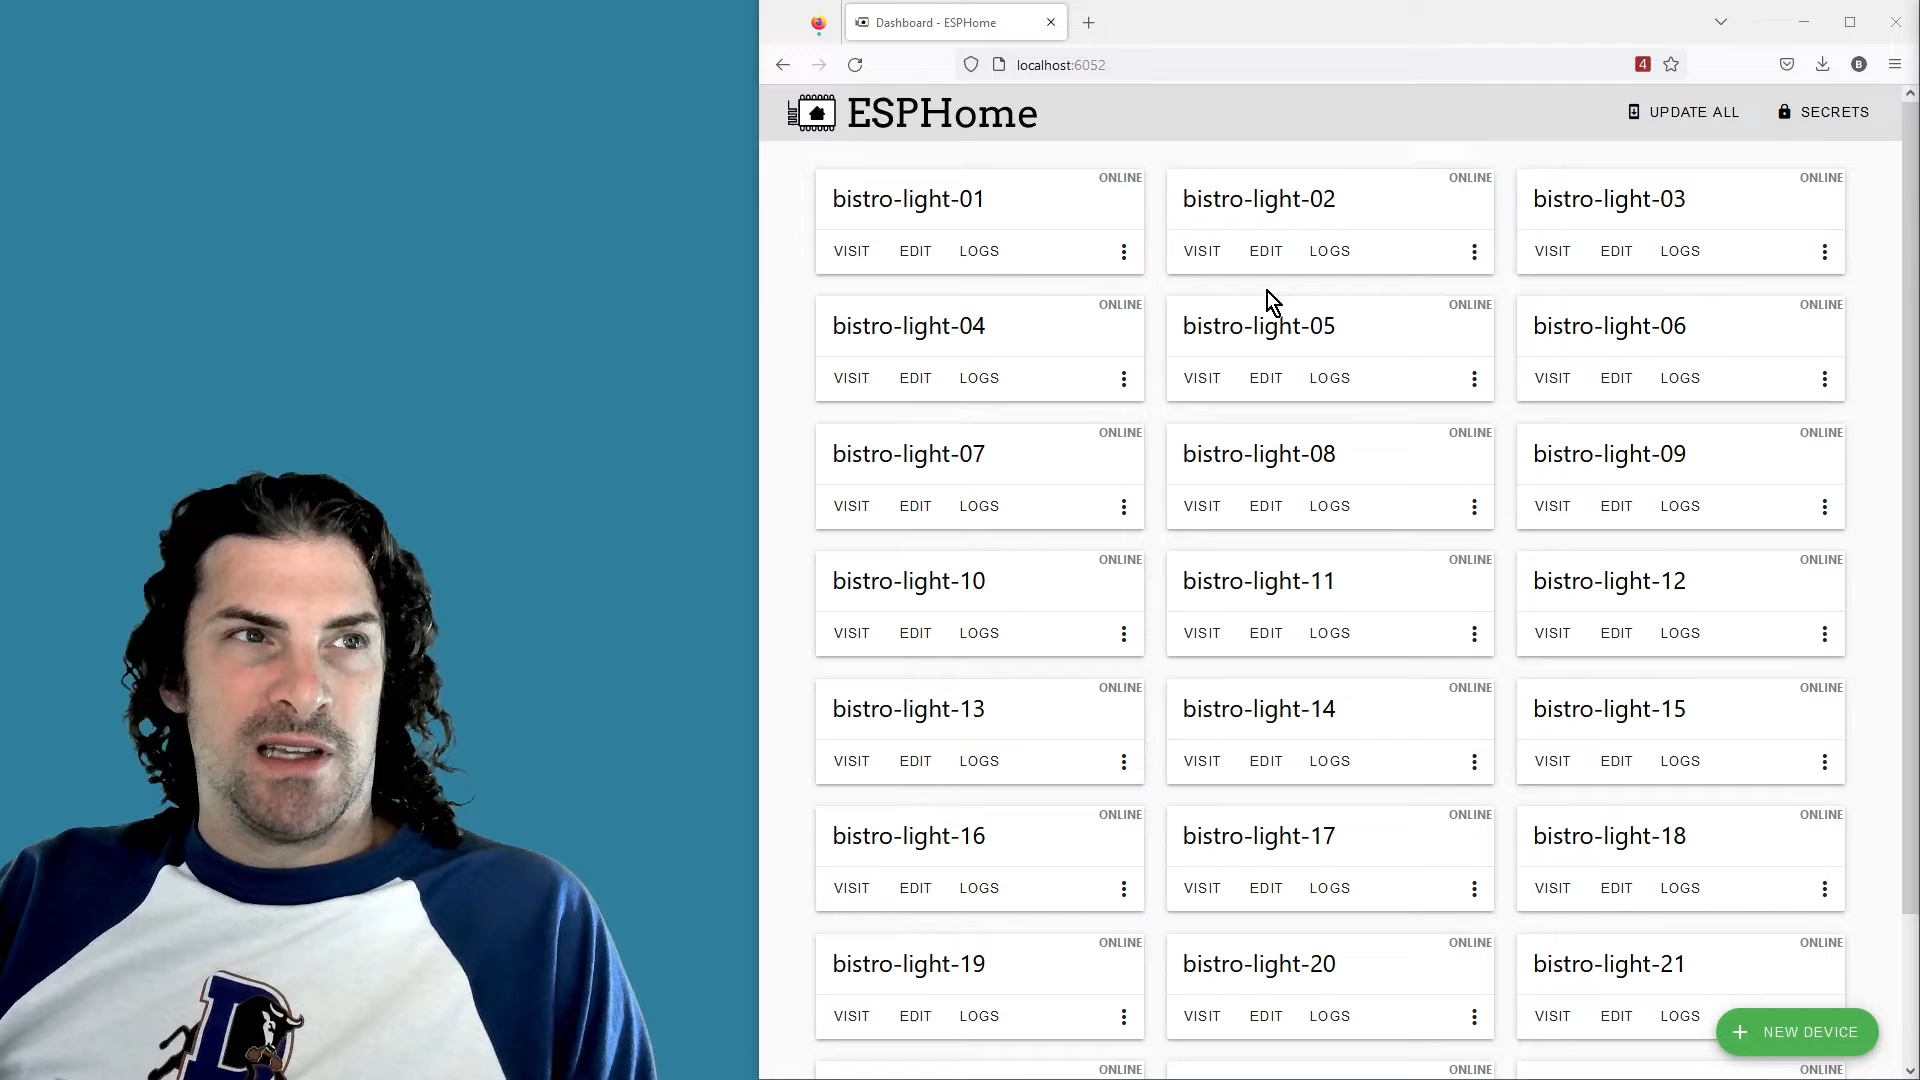 Dashboard - ESPHome
localhost:6052
4
B
ESPHome
UPDATE ALL
SECRETS
ONLINE
bistro-light-01
VISIT EDIT LOGS
ONLINE
bistro-light-02
VISIT EDIT LOGS
ONLINE
bistro-light-03
VISIT EDIT LOGS
ONLINE
bistro-light-04
VISIT EDIT LOGS
ONLINE
bistro-light-05
VISIT EDIT LOGS
ONLINE
bistro-light-06
VISIT EDIT LOGS
ONLINE
bistro-light-07
VISIT EDIT LOGS
ONLINE
bistro-light-08
VISIT EDIT LOGS
ONLINE
bistro-light-09
VISIT EDIT LOGS
ONLINE
bistro-light-10
VISIT EDIT LOGS
ONLINE
bistro-light-11
VISIT EDIT LOGS
ONLINE
bistro-light-12
VISIT EDIT LOGS
ONLINE
bistro-light-13
VISIT EDIT LOGS
ONLINE
bistro-light-14
VISIT EDIT LOGS
ONLINE
bistro-light-15
VISIT EDIT LOGS
ONLINE
bistro-light-16
VISIT EDIT LOGS
ONLINE
bistro-light-17
VISIT EDIT LOGS
ONLINE
bistro-light-18
VISIT EDIT LOGS
ONLINE
bistro-light-19
VISIT EDIT LOGS
ONLINE
bistro-light-20
VISIT EDIT LOGS
ONLINE
bistro-light-21
VISIT EDIT LOGS
NEW DEVICE
ONLINE
ONLINE
ONLINE
D